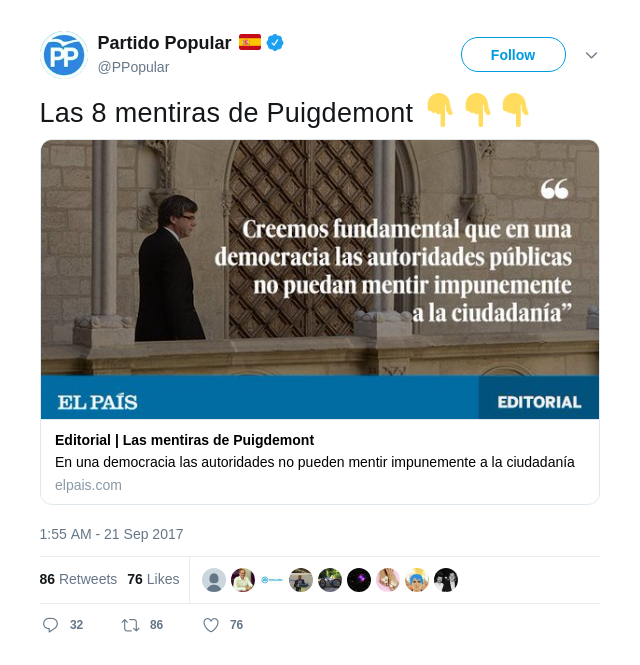 PP
Partido Popular
@PPopular
Follow
Las 8 mentiras de Puigdemont
“
Creemos fundamental que en una
democracia las autoridades públicas
no puedan mentir impunemente
a la ciudadanía”
EL PAÍS
EDITORIAL
Editorial | Las mentiras de Puigdemont
En una democracia las autoridades no pueden mentir impunemente a la ciudadanía
elpais.com
1:55 AM - 21 Sep 2017
86 Retweets 76 Likes
32 86 76